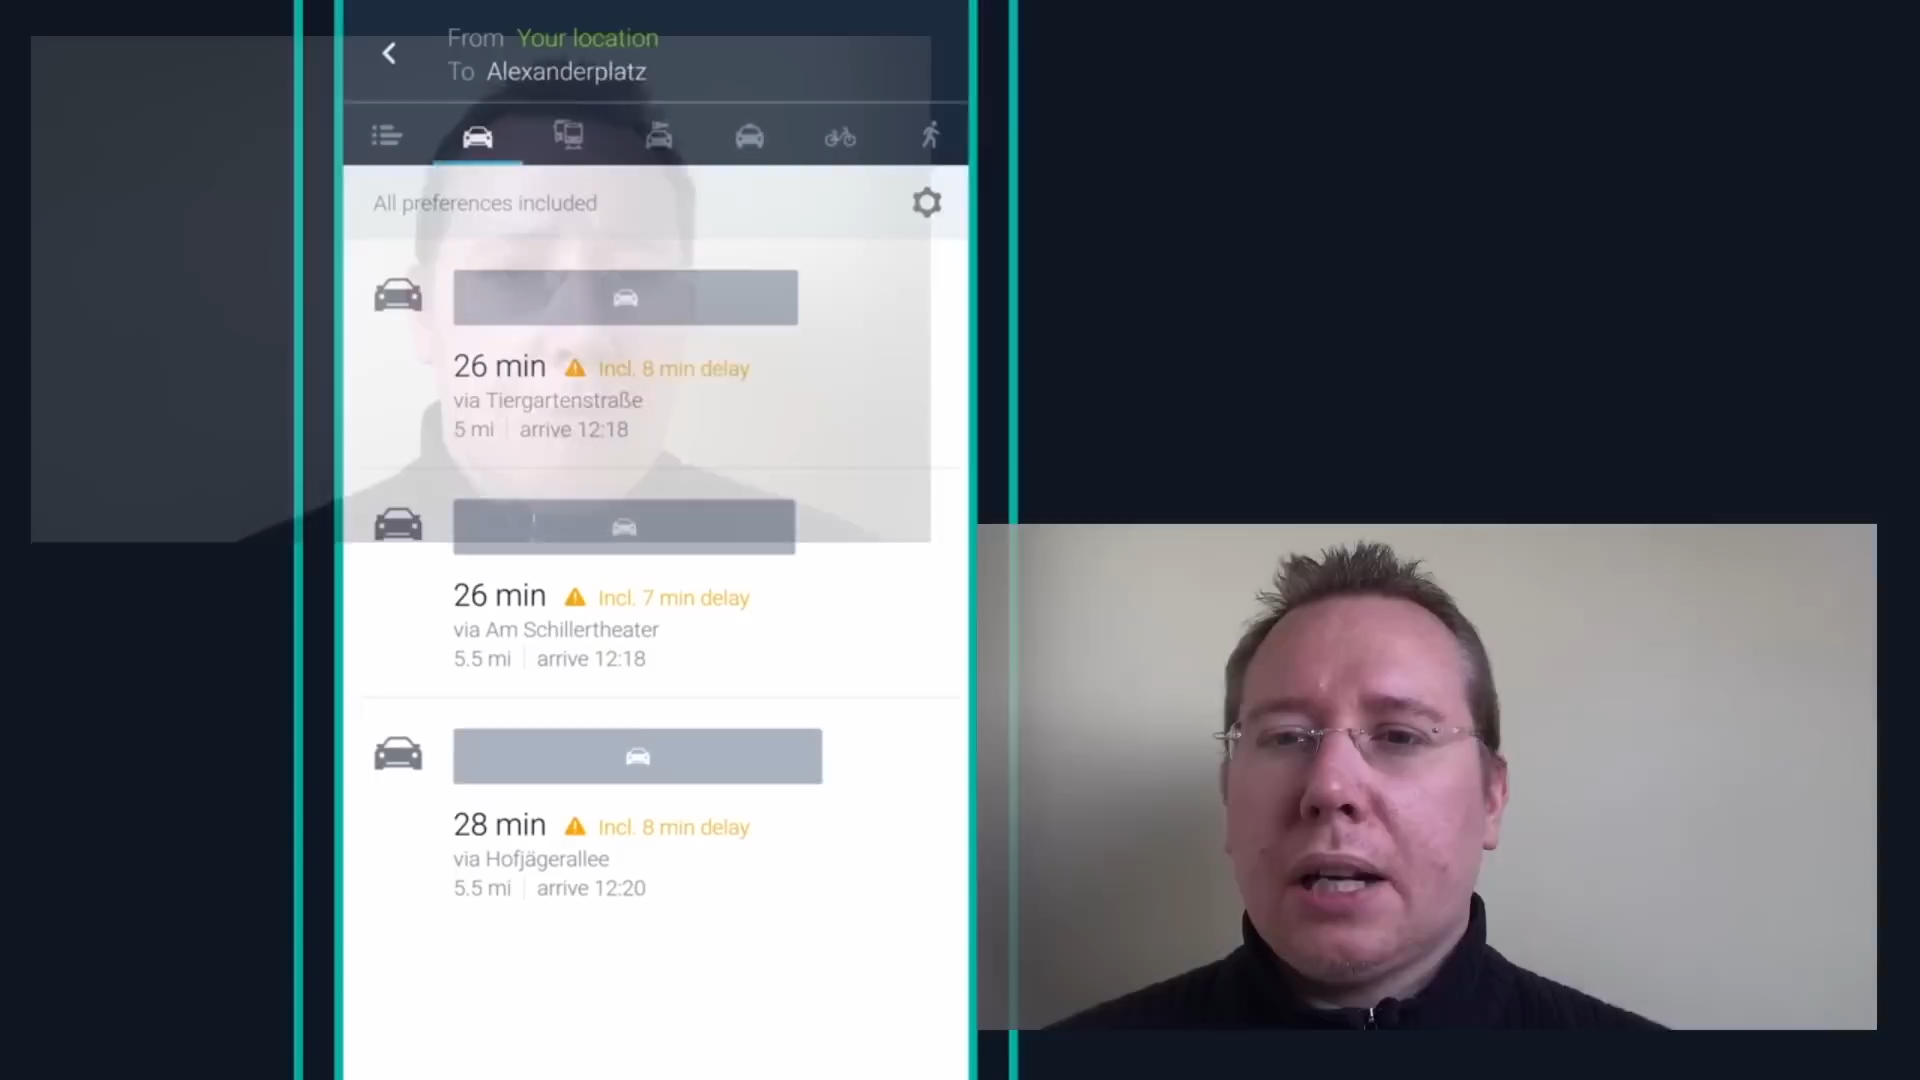 From Your location
To Alexanderplatz
All preferences included
26 min Incl. 8 min delay
via Tiergartenstraße
5 mi arrive 12:18
26 min Incl. 7 min delay
via Am Schillertheater
5.5 mi arrive 12:18
28 min Incl. 8 min delay
via Hofjägerallee
5.5 mi arrive 12:20